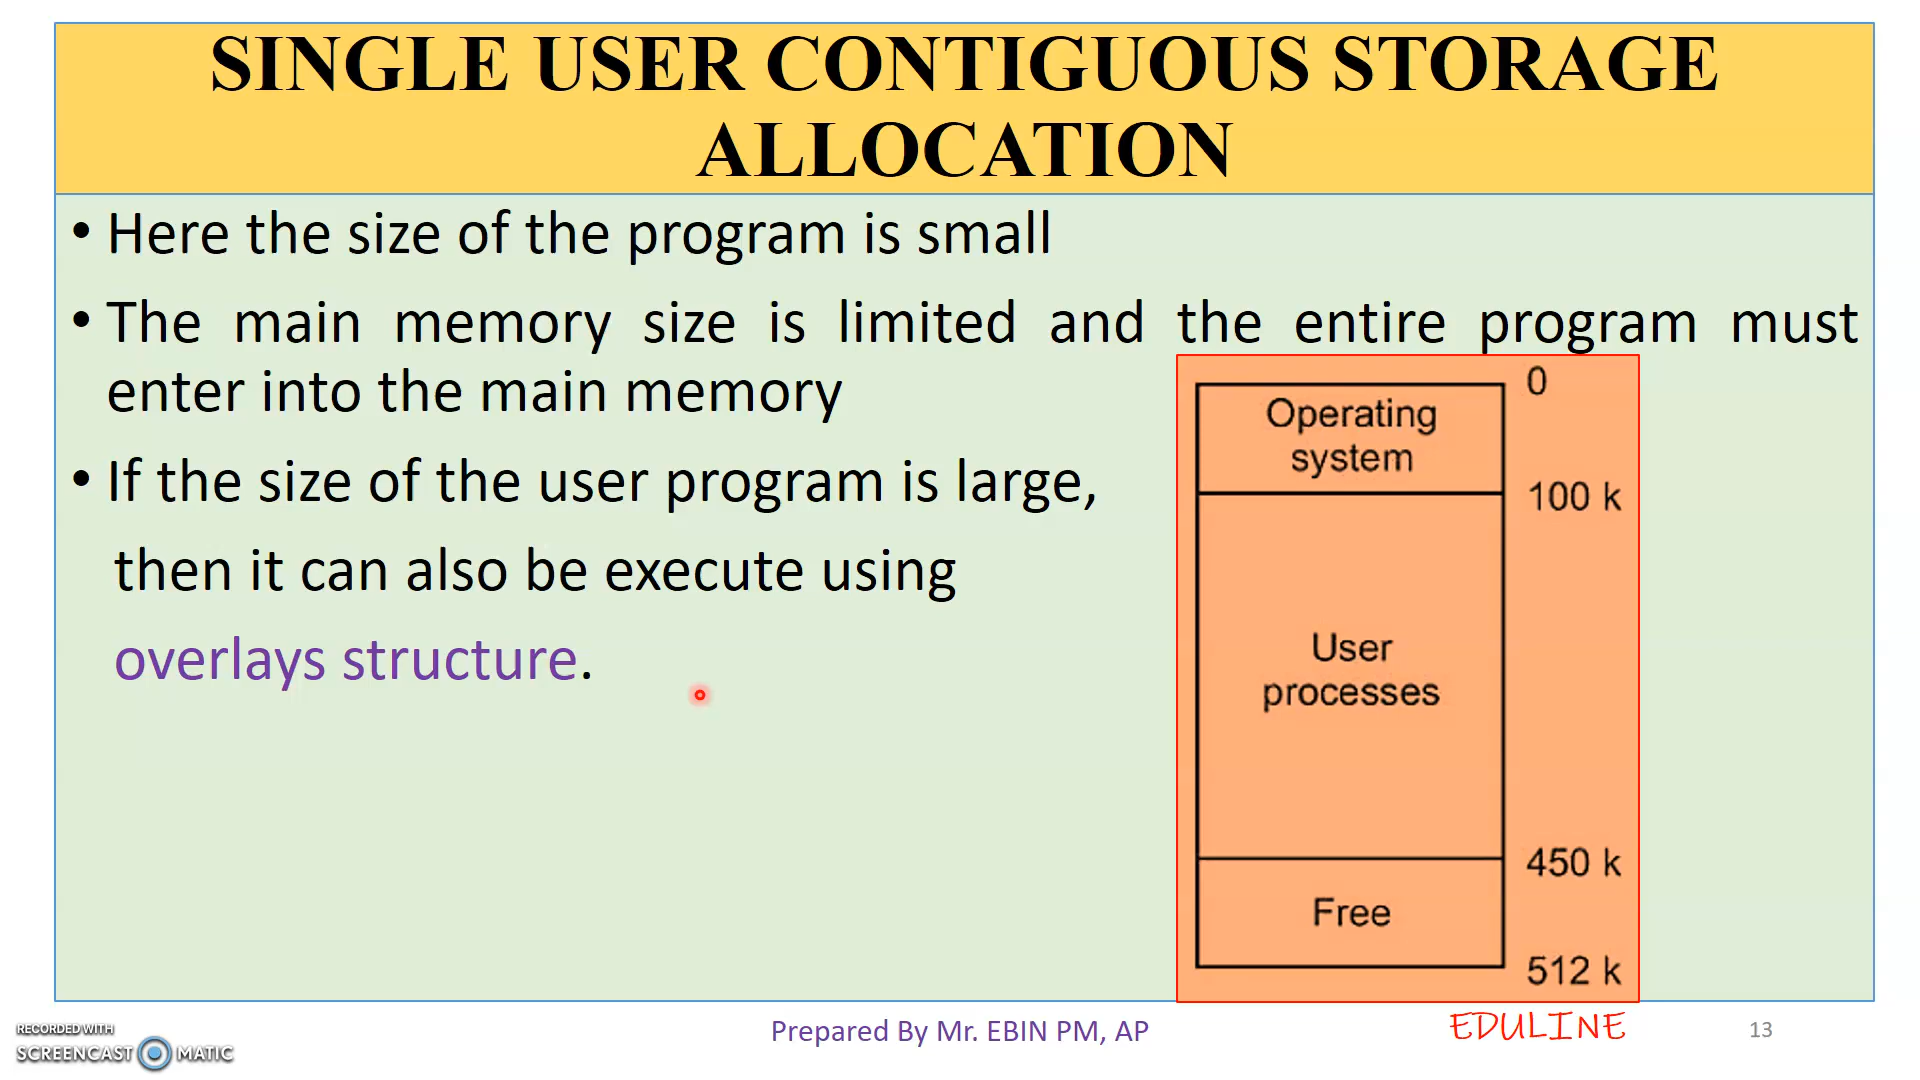 SINGLE USER CONTIGUOUS STORAGE
ALLOCATION
• Here the size of the program is small
• The main memory size is limited and the entire program must
enter into the main memory
• If the size of the user program is large,
then it can also be execute using
overlays structure.
0
Operating
system
100 k
User
processes
450 k
Free
512 k
RECORDED WITH
SCREENCAST MATIC
Prepared By Mr. EBIN PM, AP
EDULINE
13